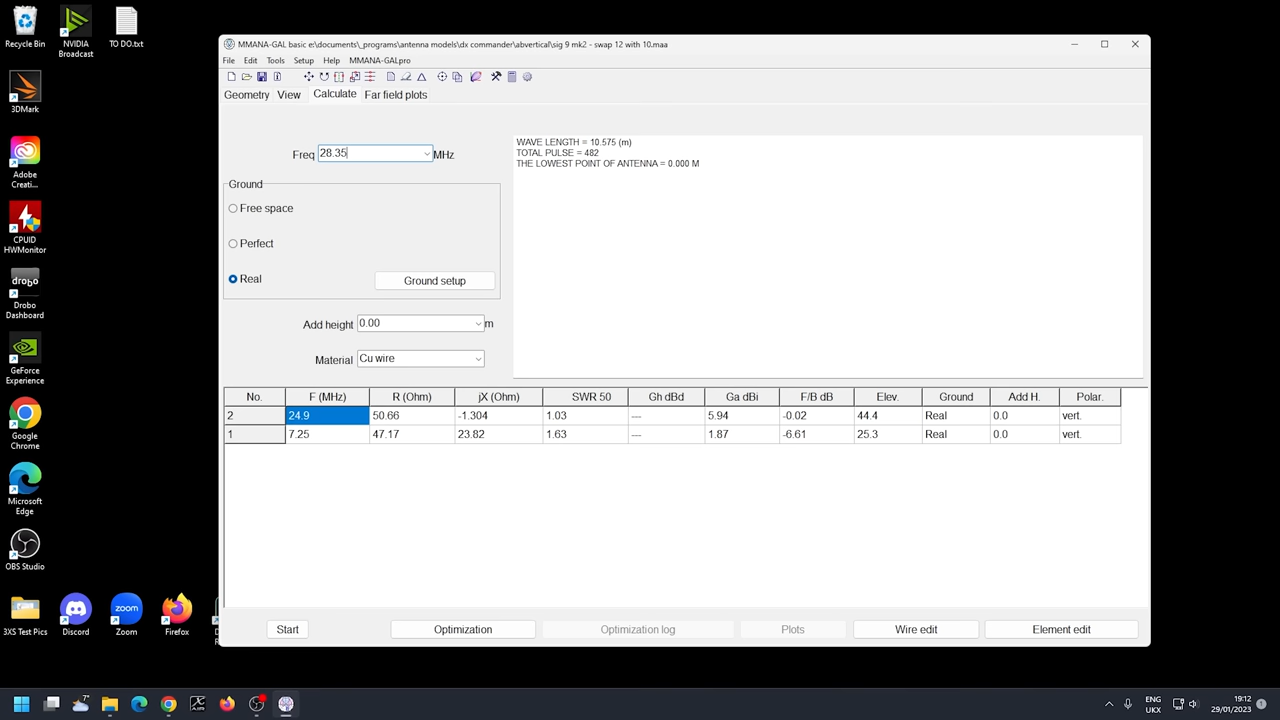 Recycle Bin
NVIDIA Broadcast
TO DO.txt
3DMark
Adobe Creati...
CPUID HWMonitor
drobo
Drobo Dashboard
GeForce Experience
Google Chrome
Microsoft Edge
OBS Studio
3XS Test Pics
Discord
zoom
Zoom
Firefox
MMANA-GAL basic e:\documents\_programs\antenna models\dx commander\abvertical\sig 9 mk2 - swap 12 with 10.maa
File Edit Tools Setup Help MMANA-GALpro
Geometry View Calculate Far field plots
Freq 28.35 MHz
Ground
Free space
Perfect
Real Ground setup
Add height 0.00 m
Material Cu wire
WAVE LENGTH = 10.575 (m)
TOTAL PULSE = 482
THE LOWEST POINT OF ANTENNA = 0.000 M
No. F (MHz) R (Ohm) jX (Ohm) SWR 50 Gh dBd Ga dBi F/B dB Elev. Ground Add H. Polar.
2 24.9 50.66 -1.304 1.03 --- 5.94 -0.02 44.4 Real 0.0 vert.
1 7.25 47.17 23.82 1.63 --- 1.87 -6.61 25.3 Real 0.0 vert.
Start Optimization Optimization log Plots Wire edit Element edit
ENG UKX
19:12
29/01/2023